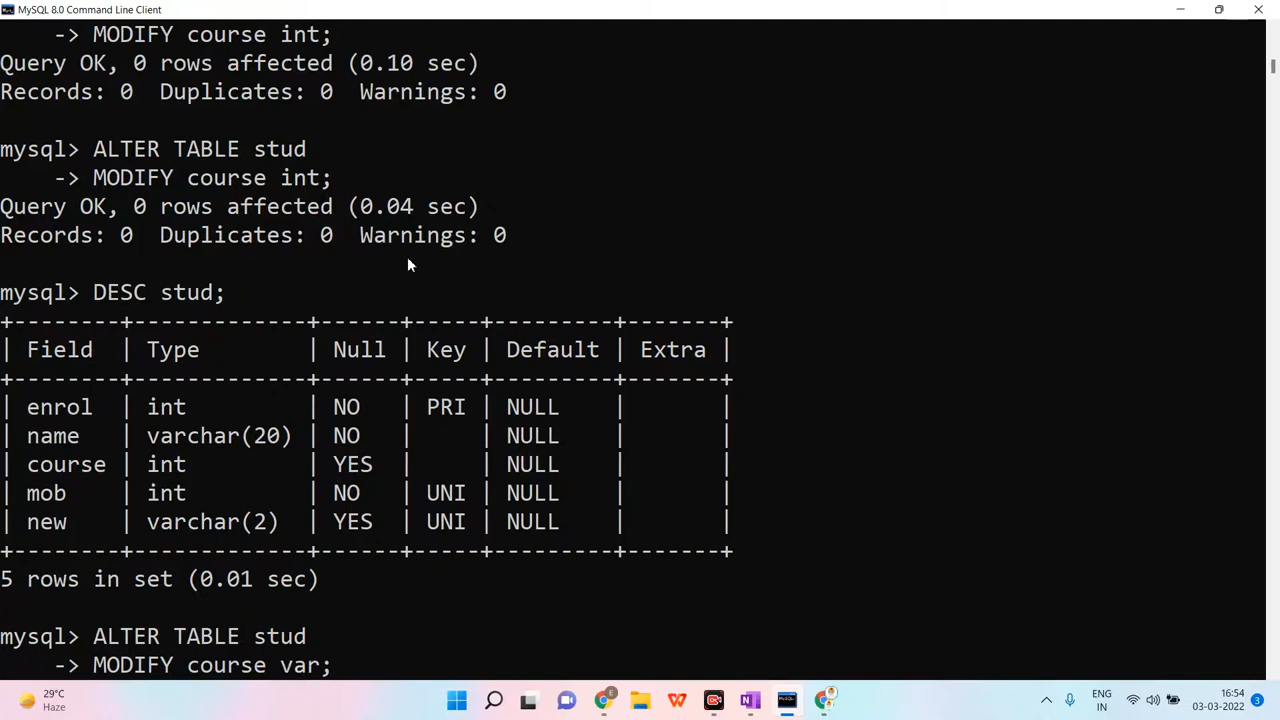 MySQL 8.0 Command Line Client
-> MODIFY course int;
Query OK, 0 rows affected (0.10 sec)
Records: 0  Duplicates: 0  Warnings: 0
mysql> ALTER TABLE stud
-> MODIFY course int;
Query OK, 0 rows affected (0.04 sec)
Records: 0  Duplicates: 0  Warnings: 0
mysql> DESC stud;
+--------+-------------+------+-----+---------+-------+
| Field  | Type        | Null | Key | Default | Extra |
+--------+-------------+------+-----+---------+-------+
| enrol  | int         | NO   | PRI | NULL    |       |
| name   | varchar(20) | NO   |     | NULL    |       |
| course | int         | YES  |     | NULL    |       |
| mob    | int         | NO   | UNI | NULL    |       |
| new    | varchar(2)  | YES  | UNI | NULL    |       |
+--------+-------------+------+-----+---------+-------+
5 rows in set (0.01 sec)
mysql> ALTER TABLE stud
-> MODIFY course var;
29°C
Haze
ENG
IN
16:54
03-03-2022
3